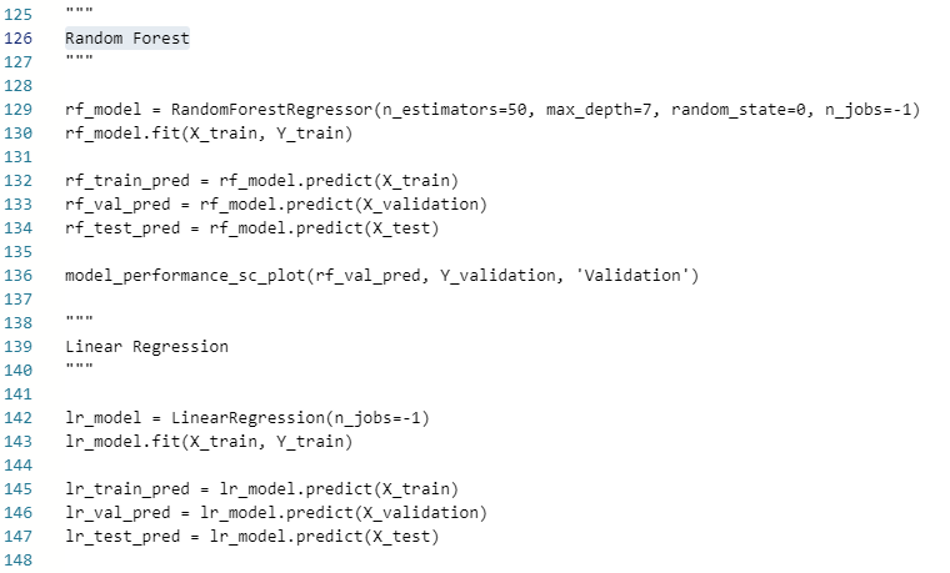 125 """
126 Random Forest
127 """
128
129 rf_model = RandomForestRegressor(n_estimators=50, max_depth=7, random_state=0, n_jobs=-1)
130 rf_model.fit(X_train, Y_train)
131
132 rf_train_pred = rf_model.predict(X_train)
133 rf_val_pred = rf_model.predict(X_validation)
134 rf_test_pred = rf_model.predict(X_test)
135
136 model_performance_sc_plot(rf_val_pred, Y_validation, 'Validation')
137
138 """
139 Linear Regression
140 """
141
142 lr_model = LinearRegression(n_jobs=-1)
143 lr_model.fit(X_train, Y_train)
144
145 lr_train_pred = lr_model.predict(X_train)
146 lr_val_pred = lr_model.predict(X_validation)
147 lr_test_pred = lr_model.predict(X_test)
148